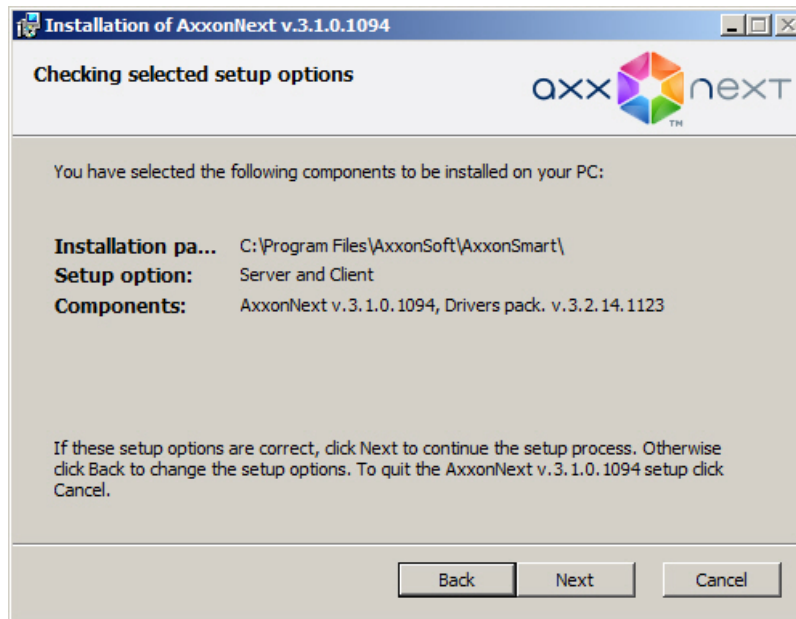 Installation of AxxonNext v.3.1.0.1094
Checking selected setup options
axx next
TM
You have selected the following components to be installed on your PC:
Installation pa... C:\Program Files\AxxonSoft\AxxonSmart\
Setup option: Server and Client
Components: AxxonNext v.3.1.0.1094, Drivers pack. v.3.2.14.1123
If these setup options are correct, click Next to continue the setup process. Otherwise
click Back to change the setup options. To quit the AxxonNext v.3.1.0.1094 setup click
Cancel.
Back Next Cancel